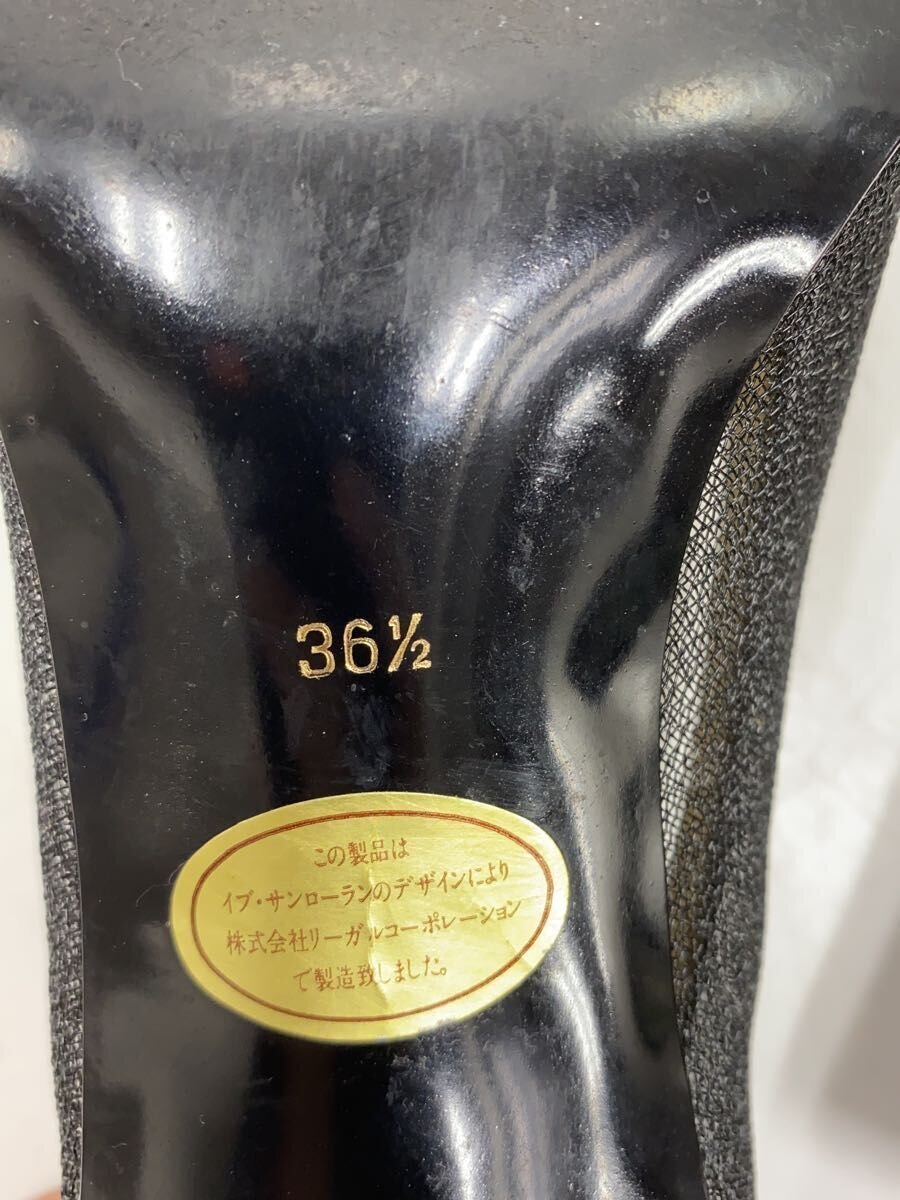 36½
この製品は
イブ・サンローランのデザインにより
株式会社リーガルコーポレーション
で製造致しました。